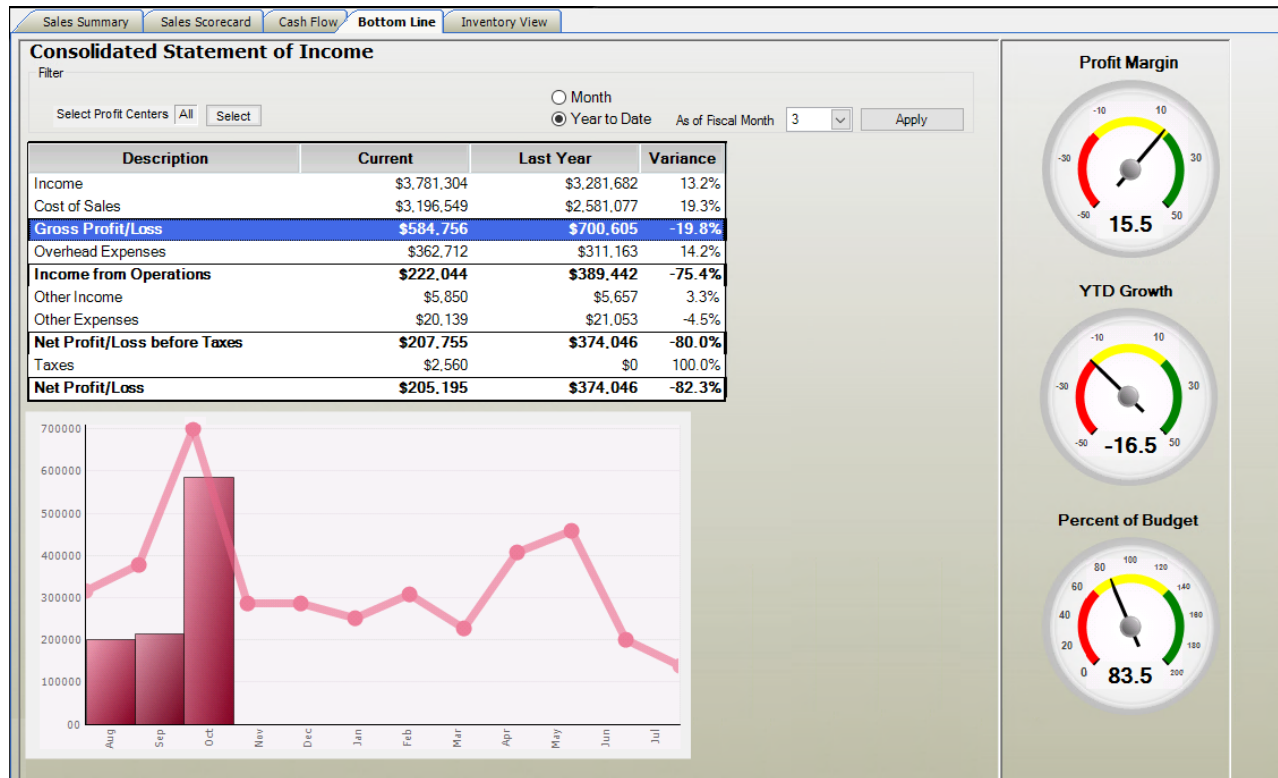 Sales Summary Sales Scorecard Cash Flow Bottom Line Inventory View
Consolidated Statement of Income
Filter
Select Profit Centers All Select
Month
Year to Date As of Fiscal Month 3 Apply
Description Current Last Year Variance
Income $3,781,304 $3,281,682 13.2%
Cost of Sales $3,196,549 $2,581,077 19.3%
Gross Profit/Loss $584,756 $700,605 -19.8%
Overhead Expenses $362,712 $311,163 14.2%
Income from Operations $222,044 $389,442 -75.4%
Other Income $5,850 $5,657 3.3%
Other Expenses $20,139 $21,053 -4.5%
Net Profit/Loss before Taxes $207,755 $374,046 -80.0%
Taxes $2,560 $0 100.0%
Net Profit/Loss $205,195 $374,046 -82.3%
700000
600000
500000
400000
300000
200000
100000
00
Aug Sep Oct Nov Dec Jan Feb Mar Apr May Jun Jul
Profit Margin
-10 10
-30 30
-50 50
15.5
YTD Growth
-10 10
-30 30
-50 50
-16.5
Percent of Budget
80 100 120
60 140
40 160
20 180
0 200
83.5